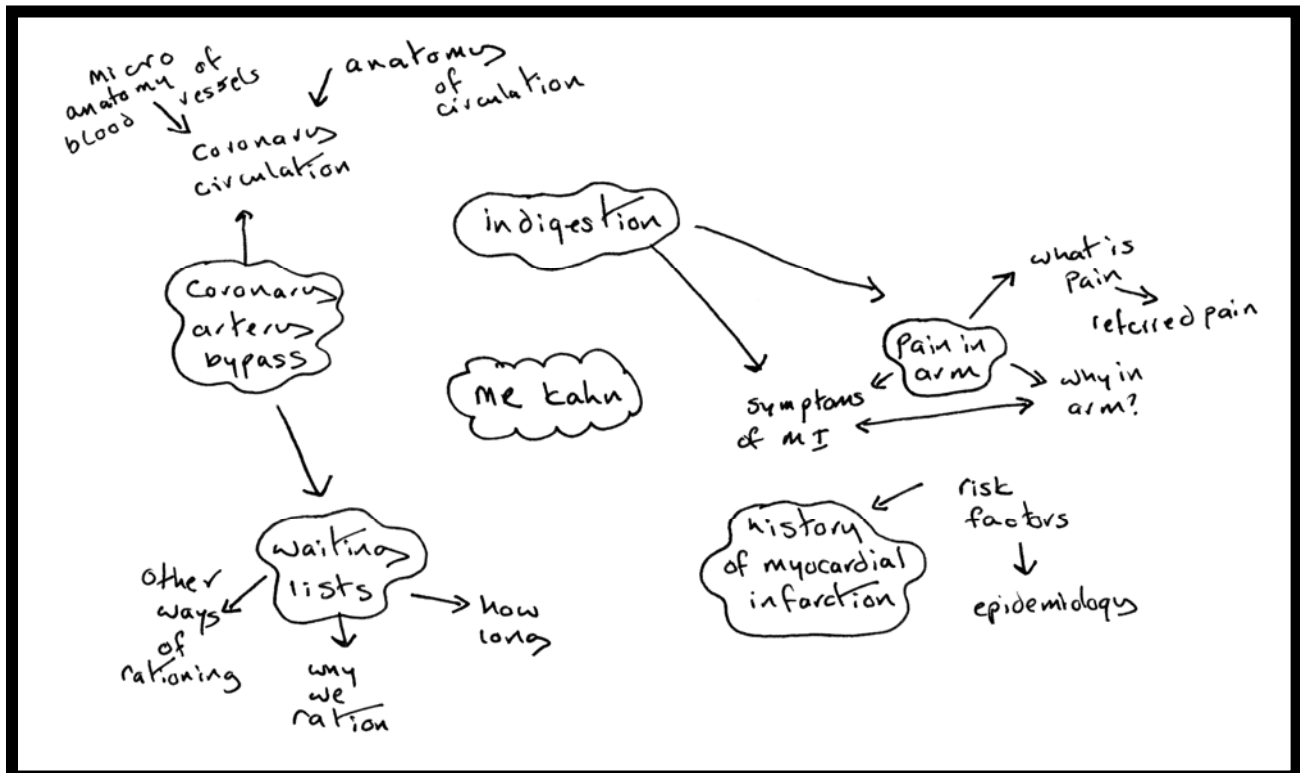 micro
anatomy of
blood vessels
anatomy
of
circulation
coronary
circulation
indigestion
coronary
artery
bypass
what is
pain
referred pain
pain in
arm
why in
arm?
me kahn
symptoms
of MI
risk
factors
history
of myocardial
infarction
epidemiology
waiting
lists
other
ways
of
rationing
how
long
why
we
ration